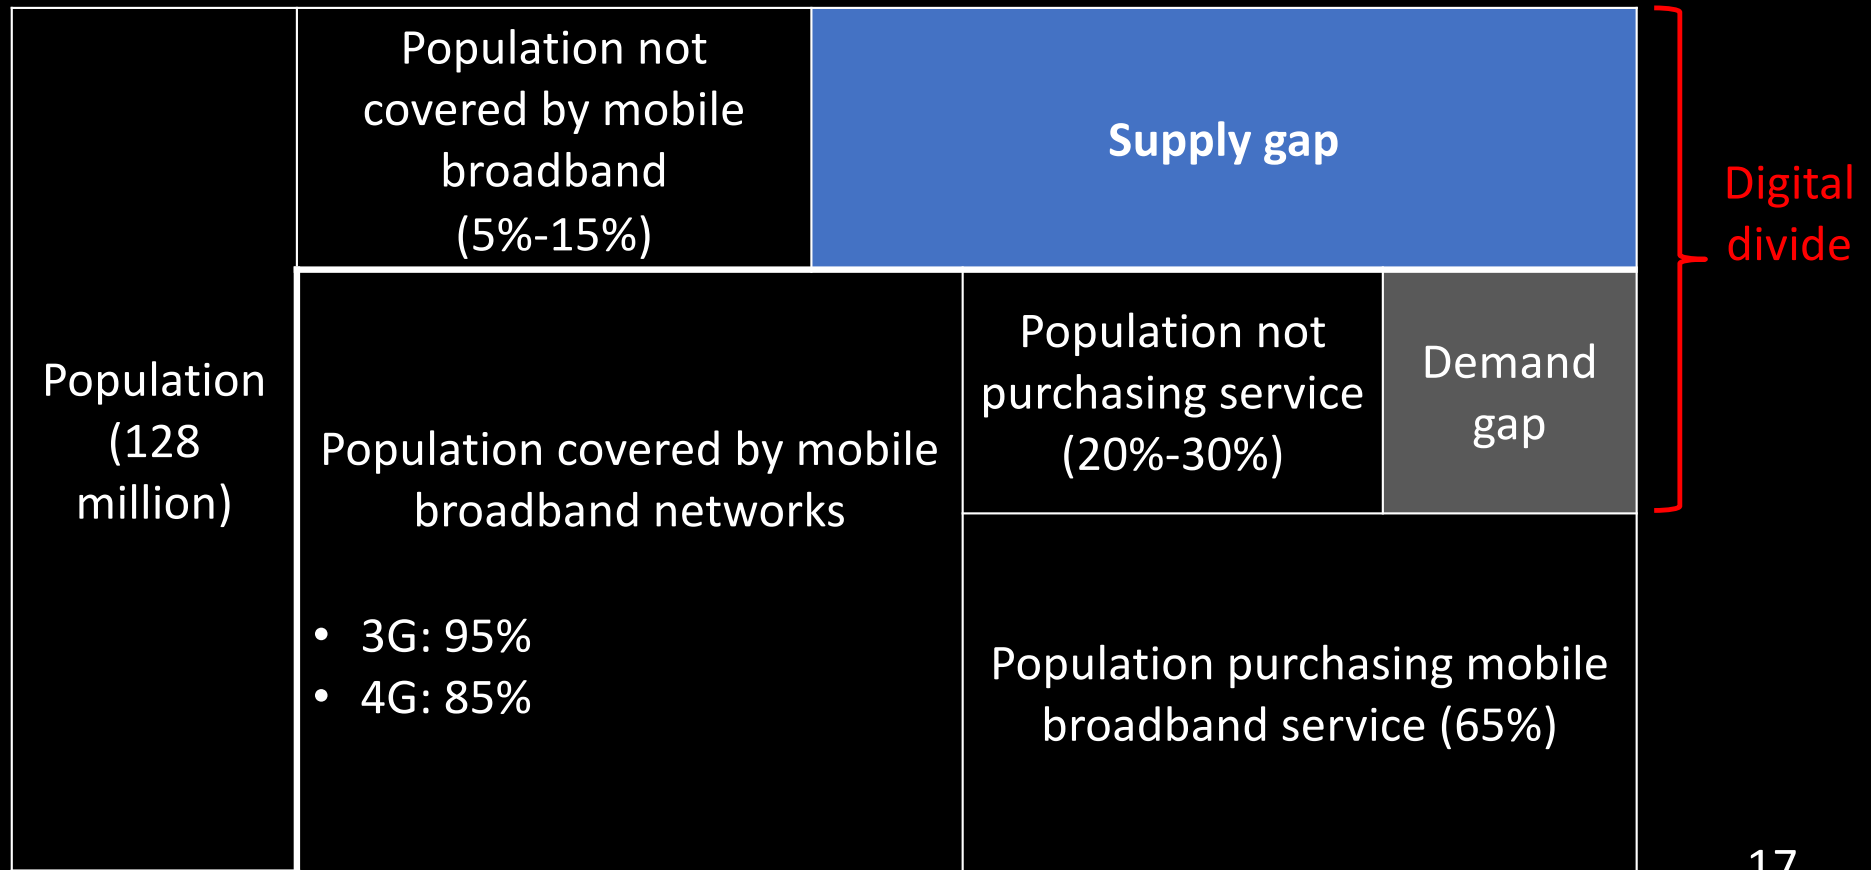 Population
(128
million)
Population not
covered by mobile
broadband
(5%-15%)
Supply gap
Digital
divide
Population covered by mobile
broadband networks
• 3G: 95%
• 4G: 85%
Population not
purchasing service
(20%-30%)
Demand
gap
Population purchasing mobile
broadband service (65%)
17